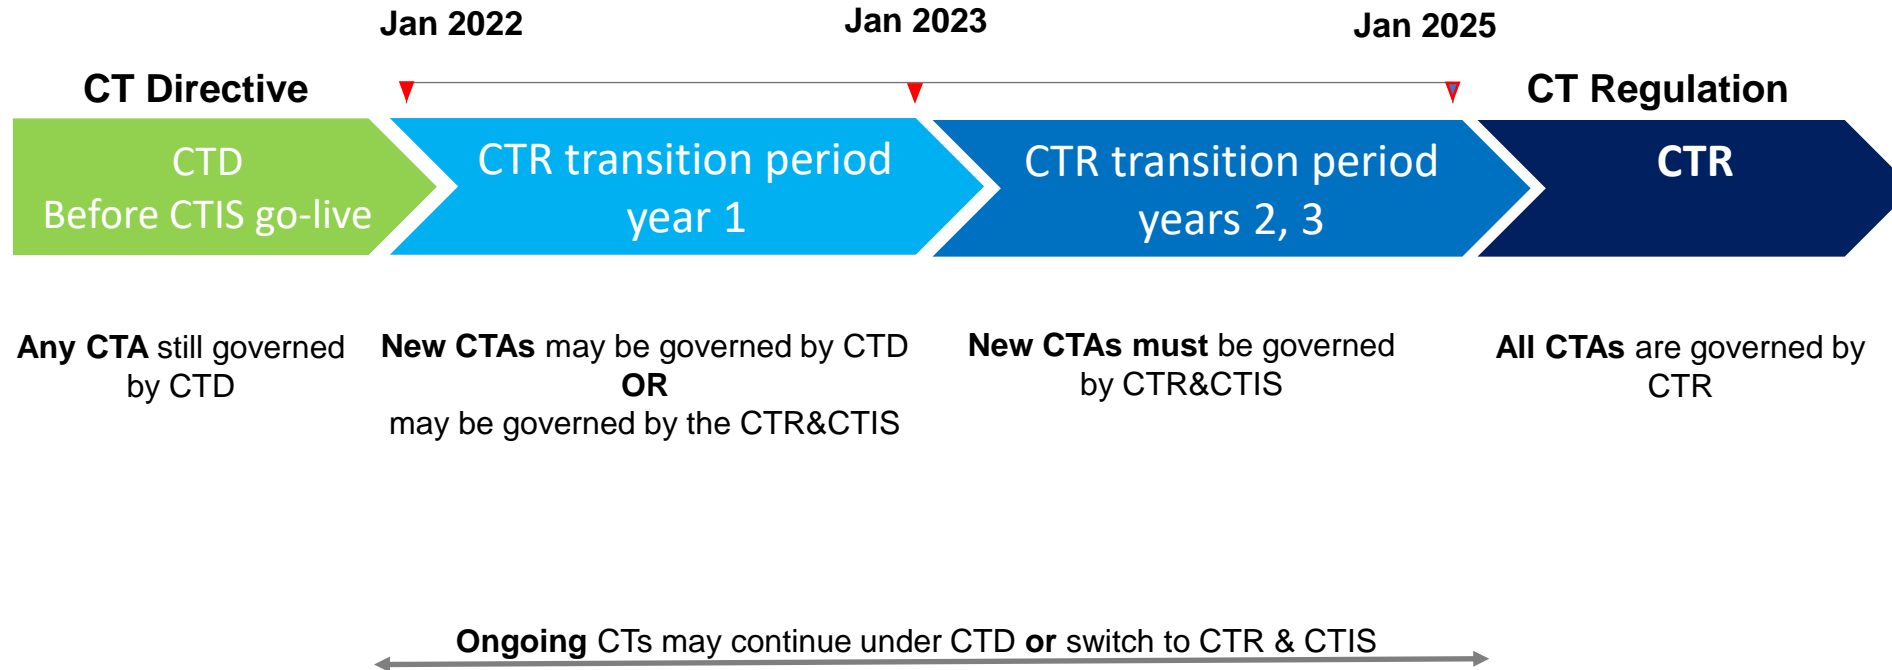 Jan 2022
Jan 2023
Jan 2025
CT Directive
CT Regulation
CTD
Before CTIS go-live
CTR transition period
year 1
CTR transition period
years 2, 3
CTR
Any CTA still governed
by CTD
New CTAs may be governed by CTD
OR
may be governed by the CTR&CTIS
New CTAs must be governed
by CTR&CTIS
All CTAs are governed by
CTR
Ongoing CTs may continue under CTD or switch to CTR & CTIS